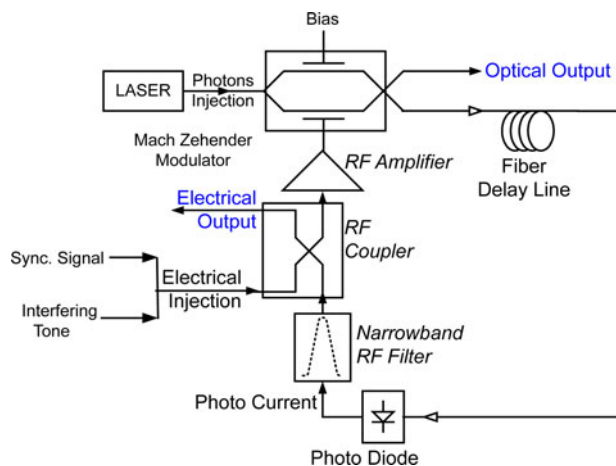 Bias
LASER
Photons
Injection
Optical Output
Mach Zehender
Modulator
RF Amplifier
Fiber
Delay Line
Electrical
Output
RF
Coupler
Sync. Signal
Electrical
Injection
Interfering
Tone
Narrowband
RF Filter
Photo Current
Photo Diode